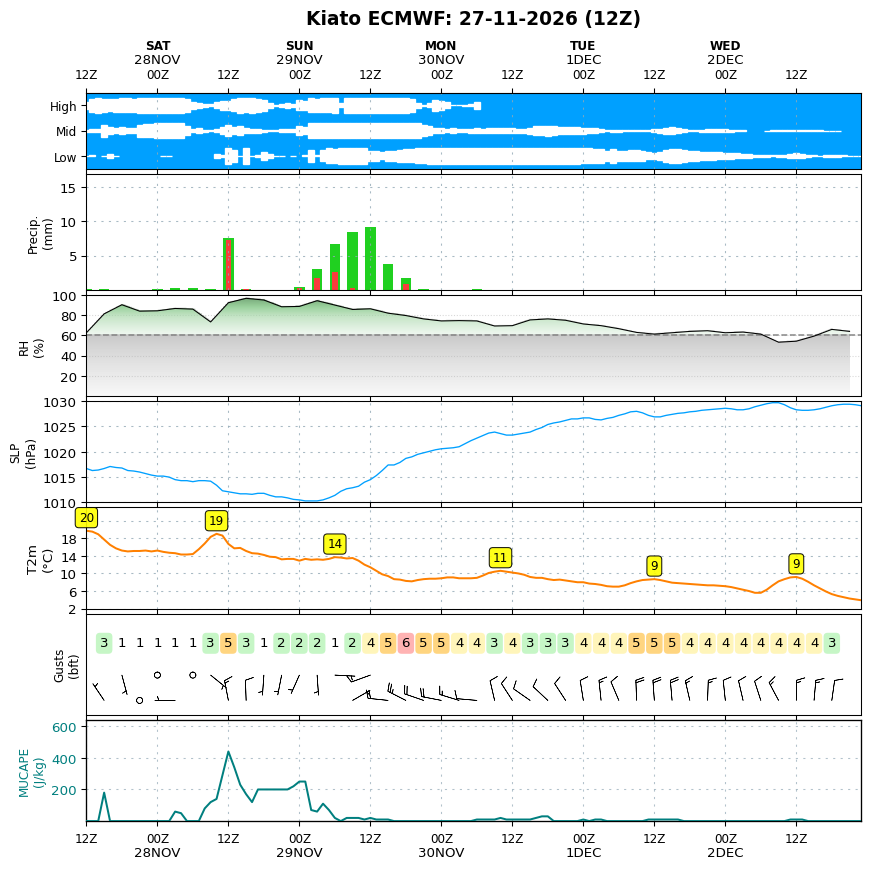 Kiato ECMWF: 27-11-2026 (12Z)
SAT SUN MON TUE WED
28NOV 29NOV 30NOV 1DEC 2DEC
12Z 00Z 12Z 00Z 12Z 00Z 12Z 00Z 12Z 00Z 12Z
High
Mid
Low
Precip.
(mm)
15
10
5
RH
(%)
100
80
60
40
20
SLP
(hPa)
1030
1025
1020
1015
1010
T2m
(°C)
18
14
10
6
2
20 19 14 11 9 9
Gusts
(bft)
3 1 1 1 1 1 3 5 3 1 2 2 2 1 2 4 5 6 5 5 4 4 3 4 3 3 3 4 4 4 5 5 5 4 4 4 4 4 4 4 4 3
MUCAPE
(J/kg)
600
400
200
12Z 00Z 12Z 00Z 12Z 00Z 12Z 00Z 12Z 00Z 12Z
28NOV 29NOV 30NOV 1DEC 2DEC